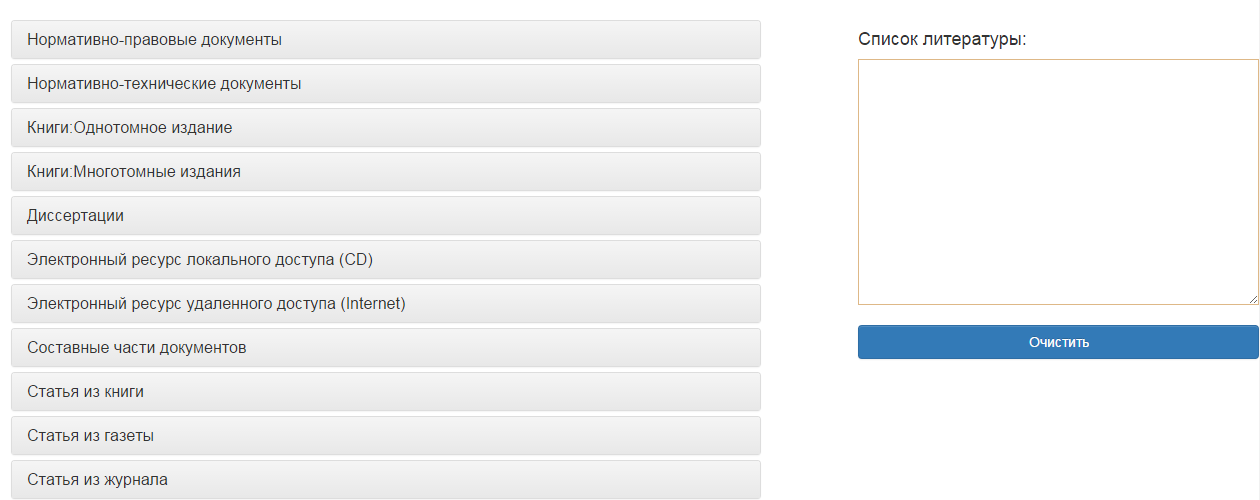 Нормативно-правовые документы
Нормативно-технические документы
Книги:Однотомное издание
Книги:Многотомные издания
Диссертации
Электронный ресурс локального доступа (CD)
Электронный ресурс удаленного доступа (Internet)
Составные части документов
Статья из книги
Статья из газеты
Статья из журнала
Список литературы:
Очистить